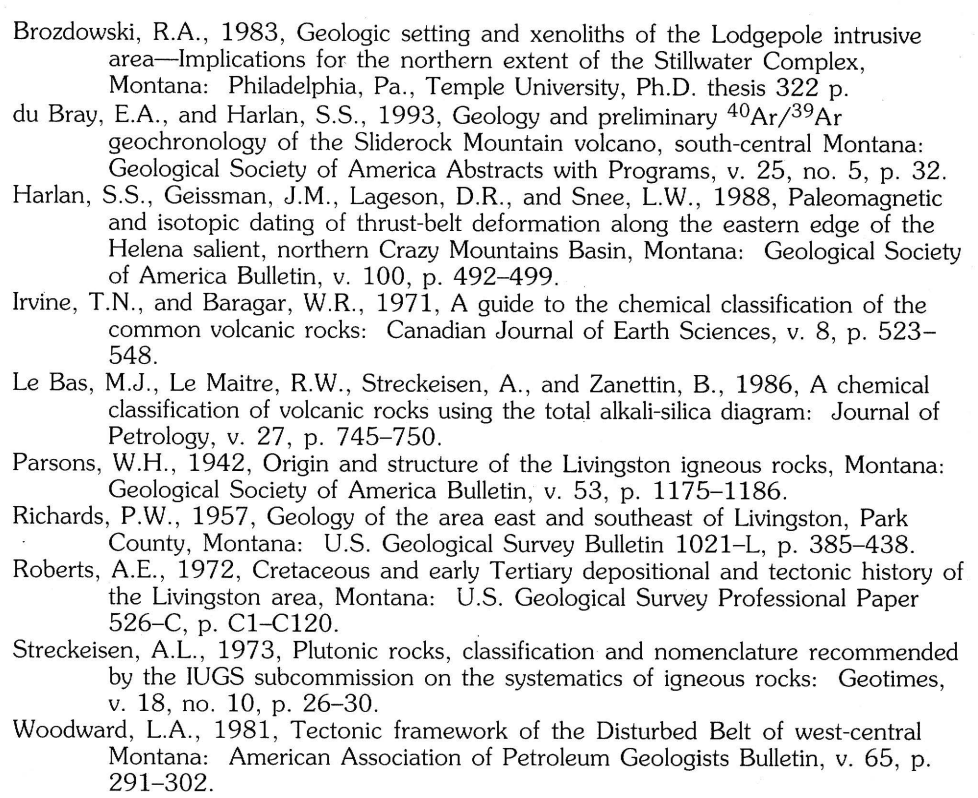 Brozdowski, R.A., 1983, Geologic setting and xenoliths of the Lodgepole intrusive
area—Implications for the northern extent of the Stillwater Complex,
Montana: Philadelphia, Pa., Temple University, Ph.D. thesis 322 p.
du Bray, E.A., and Harlan, S.S., 1993, Geology and preliminary ⁴⁰Ar/³⁹Ar
geochronology of the Sliderock Mountain volcano, south-central Montana:
Geological Society of America Abstracts with Programs, v. 25, no. 5, p. 32.
Harlan, S.S., Geissman, J.M., Lageson, D.R., and Snee, L.W., 1988, Paleomagnetic
and isotopic dating of thrust-belt deformation along the eastern edge of the
Helena salient, northern Crazy Mountains Basin, Montana: Geological Society
of America Bulletin, v. 100, p. 492–499.
Irvine, T.N., and Baragar, W.R., 1971, A guide to the chemical classification of the
common volcanic rocks: Canadian Journal of Earth Sciences, v. 8, p. 523–
548.
Le Bas, M.J., Le Maitre, R.W., Streckeisen, A., and Zanettin, B., 1986, A chemical
classification of volcanic rocks using the total alkali-silica diagram: Journal of
Petrology, v. 27, p. 745–750.
Parsons, W.H., 1942, Origin and structure of the Livingston igneous rocks, Montana:
Geological Society of America Bulletin, v. 53, p. 1175–1186.
Richards, P.W., 1957, Geology of the area east and southeast of Livingston, Park
County, Montana: U.S. Geological Survey Bulletin 1021–L, p. 385–438.
Roberts, A.E., 1972, Cretaceous and early Tertiary depositional and tectonic history of
the Livingston area, Montana: U.S. Geological Survey Professional Paper
526–C, p. C1–C120.
Streckeisen, A.L., 1973, Plutonic rocks, classification and nomenclature recommended
by the IUGS subcommission on the systematics of igneous rocks: Geotimes,
v. 18, no. 10, p. 26–30.
Woodward, L.A., 1981, Tectonic framework of the Disturbed Belt of west-central
Montana: American Association of Petroleum Geologists Bulletin, v. 65, p.
291–302.